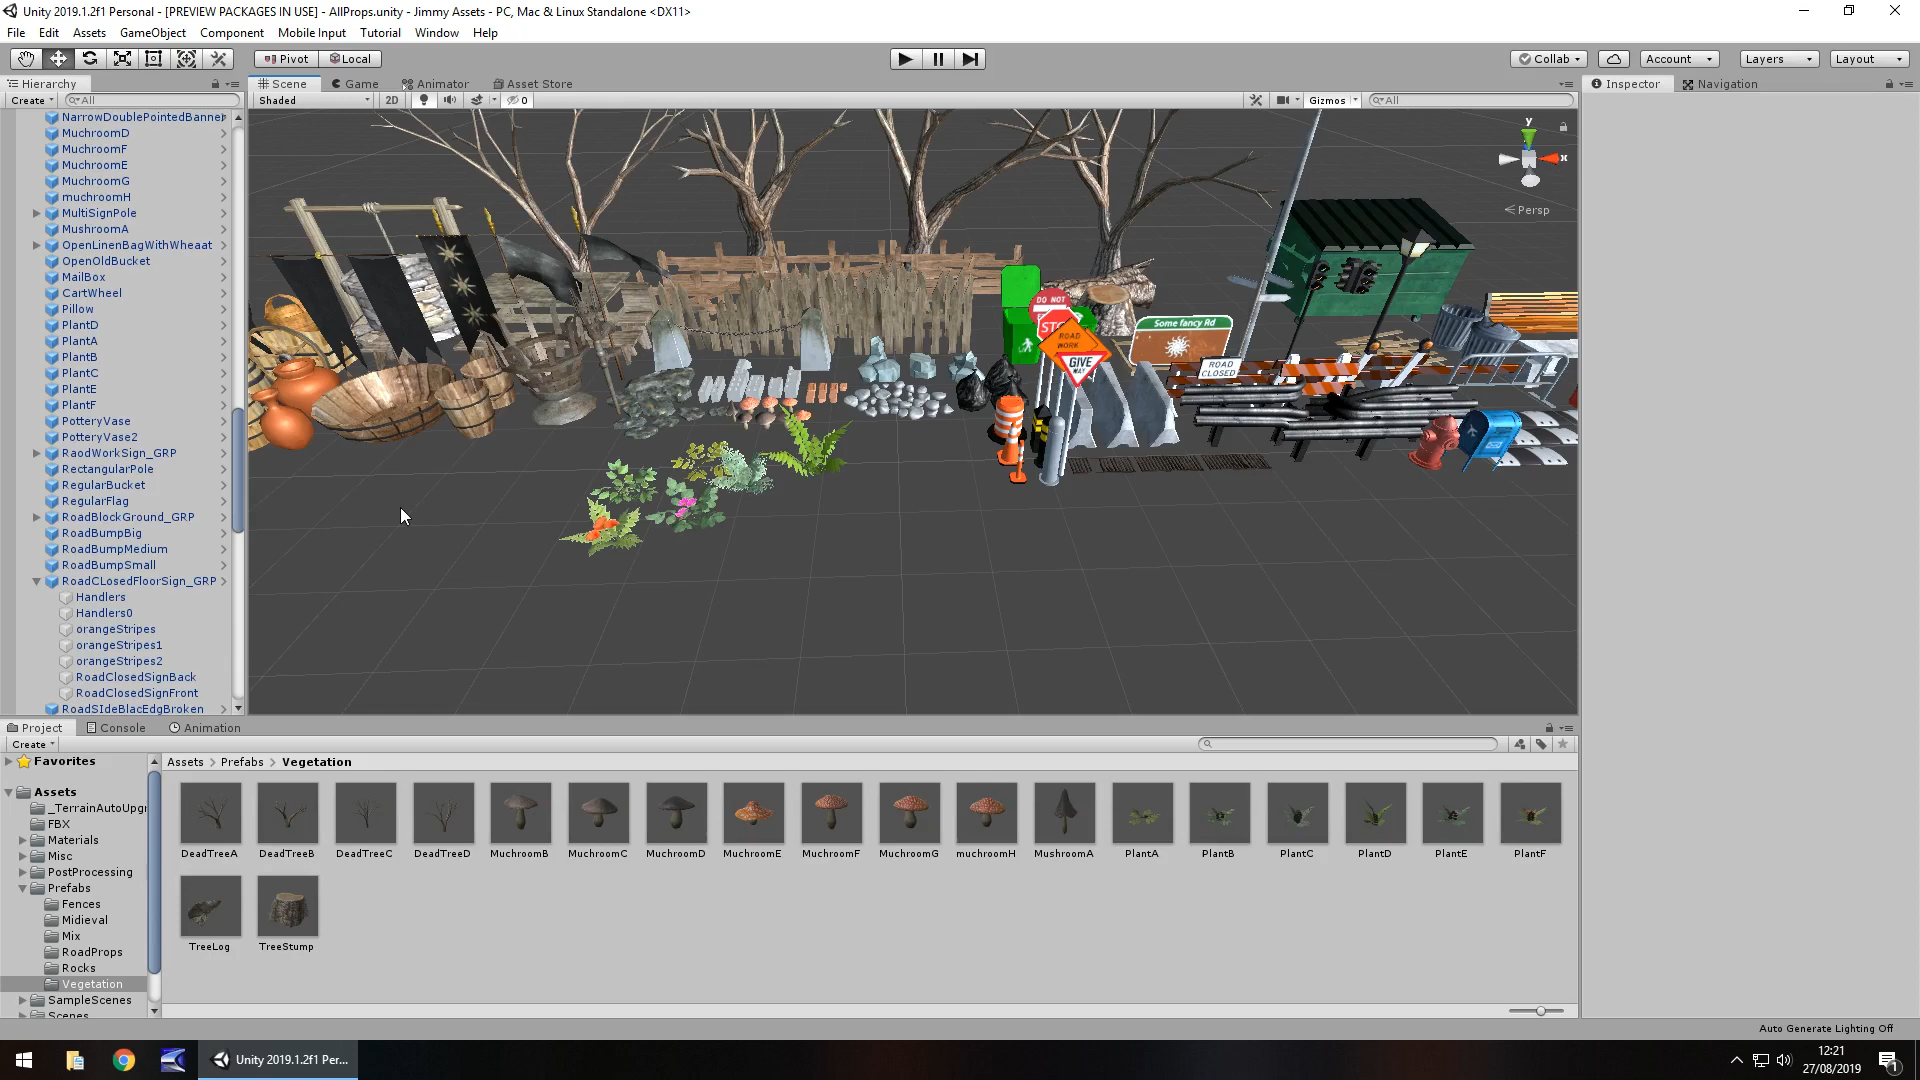 Unity 2019.1.2f1 Personal - [PREVIEW PACKAGES IN USE] - AllProps.unity - Jimmy Assets - PC, Mac & Linux Standalone <DX11>
File Edit Assets GameObject Component Mobile Input Tutorial Window Help
Pivot Local Collab Account Layers Layout
Hierarchy Scene Game Animator Asset Store Inspector Navigation
Create All Shaded 2D 0 Gizmos All
NarrowDoublePointedBanner
MuchroomD
MuchroomF
MuchroomE
MuchroomG
muchroomH
MultiSignPole
MushroomA
OpenLinenBagWithWheaat
OpenOldBucket
MailBox
CartWheel
Pillow
PlantD
PlantA
PlantB
PlantC
PlantE
PlantF
PotteryVase
PotteryVase2
RaodWorkSign_GRP
RectangularPole
RegularBucket
RegularFlag
RoadBlockGround_GRP
RoadBumpBig
RoadBumpMedium
RoadBumpSmall
RoadCLosedFloorSign_GRP
Handlers
Handlers0
orangeStripes
orangeStripes1
orangeStripes2
RoadClosedSignBack
RoadClosedSignFront
RoadSIdeBlacEdgBroken
y
x
Persp
DO NOT
ROAD
WORK
GIVE
WAY
Some fancy Rd
ROAD
CLOSED
Project Console Animation
Create
Favorites
Assets
_TerrainAutoUpgr
FBX
Materials
Misc
PostProcessing
Prefabs
Fences
Midieval
Mix
RoadProps
Rocks
Vegetation
SampleScenes
Scenes
Assets > Prefabs > Vegetation
DeadTreeA DeadTreeB DeadTreeC DeadTreeD MuchroomB MuchroomC MuchroomD MuchroomE MuchroomF MuchroomG muchroomH MushroomA PlantA PlantB PlantC PlantD PlantE PlantF
TreeLog TreeStump
Auto Generate Lighting Off
Unity 2019.1.2f1 Per...
12:21
27/08/2019
1